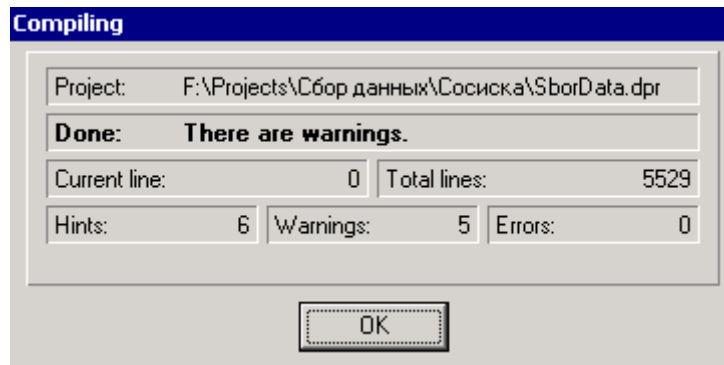 Compiling
Project: F:\Projects\Сбор данных\Сосиска\SborData.dpr
Done: There are warnings.
Current line: 0 Total lines: 5529
Hints: 6 Warnings: 5 Errors: 0
OK